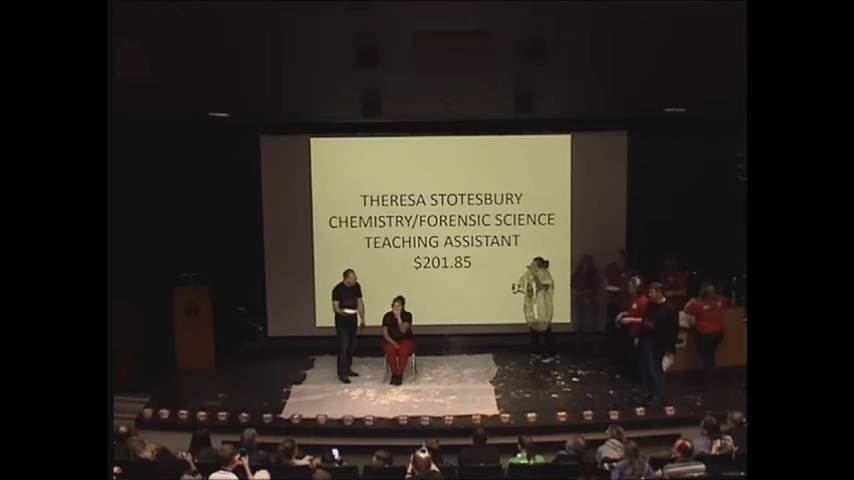 THERESA STOTESBURY
CHEMISTRY/FORENSIC SCIENCE
TEACHING ASSISTANT
$201.85